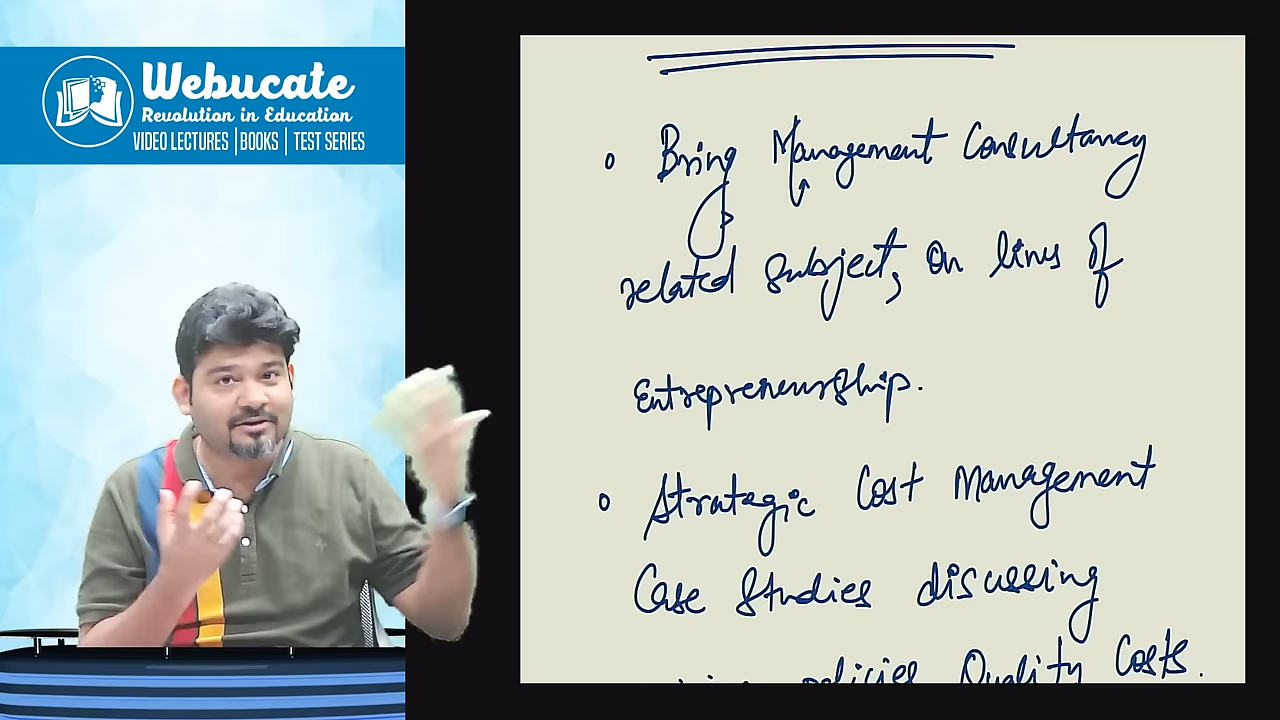 Webucate
Revolution in Education
VIDEO LECTURES | BOOKS | TEST SERIES
Bring Management Consultancy
related subject, on lines of
Entrepreneurship.
Strategic Cost Management
Case Studies discussing
policies Quality Costs.